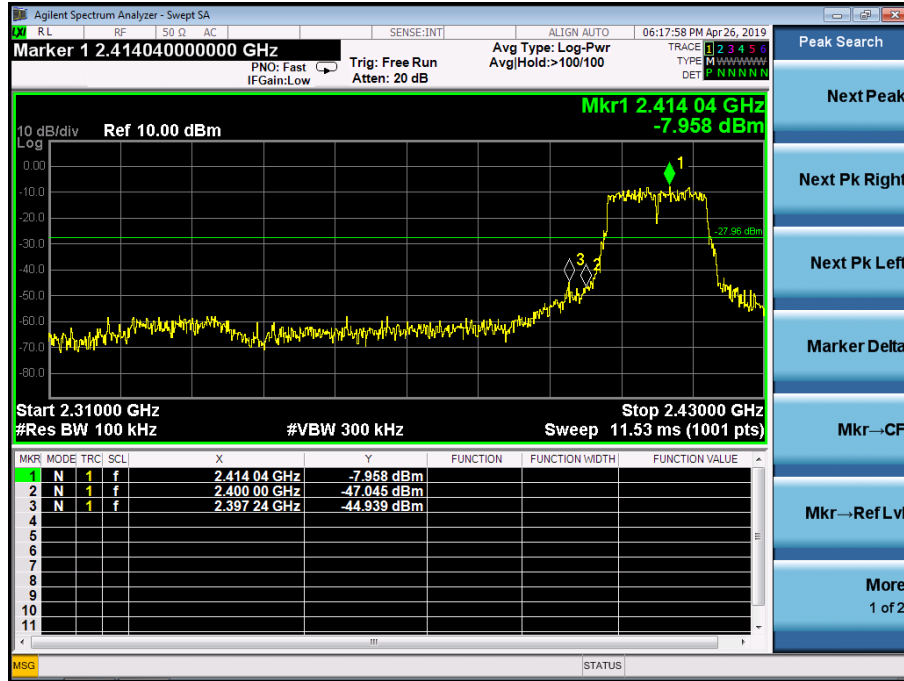 Agilent Spectrum Analyzer - Swept SA
LXI RL RF 50 Ω AC SENSE:INT ALIGN AUTO 06:17:58 PM Apr 26, 2019
Marker 1 2.414040000000 GHz
PNO: Fast
IFGain:Low
Trig: Free Run
Atten: 20 dB
Avg Type: Log-Pwr
Avg|Hold:>100/100
TRACE 1 2 3 4 5 6
TYPE M W W W W W
DET P N N N N N
Mkr1 2.414 04 GHz
-7.958 dBm
10 dB/div Ref 10.00 dBm
Log
0.00
-10.0
-20.0
-30.0
-40.0
-50.0
-60.0
-70.0
-80.0
1
-27.96 dBm
3
2
Start 2.31000 GHz Stop 2.43000 GHz
#Res BW 100 kHz #VBW 300 kHz Sweep 11.53 ms (1001 pts)
MKR MODE TRC SCL X Y FUNCTION FUNCTION WIDTH FUNCTION VALUE
1 N 1 f 2.414 04 GHz -7.958 dBm
2 N 1 f 2.400 00 GHz -47.045 dBm
3 N 1 f 2.397 24 GHz -44.939 dBm
4
5
6
7
8
9
10
11
MSG STATUS
Peak Search
Next Peak
Next Pk Right
Next Pk Left
Marker Delta
Mkr→CF
Mkr→Ref Lvl
More
1 of 2